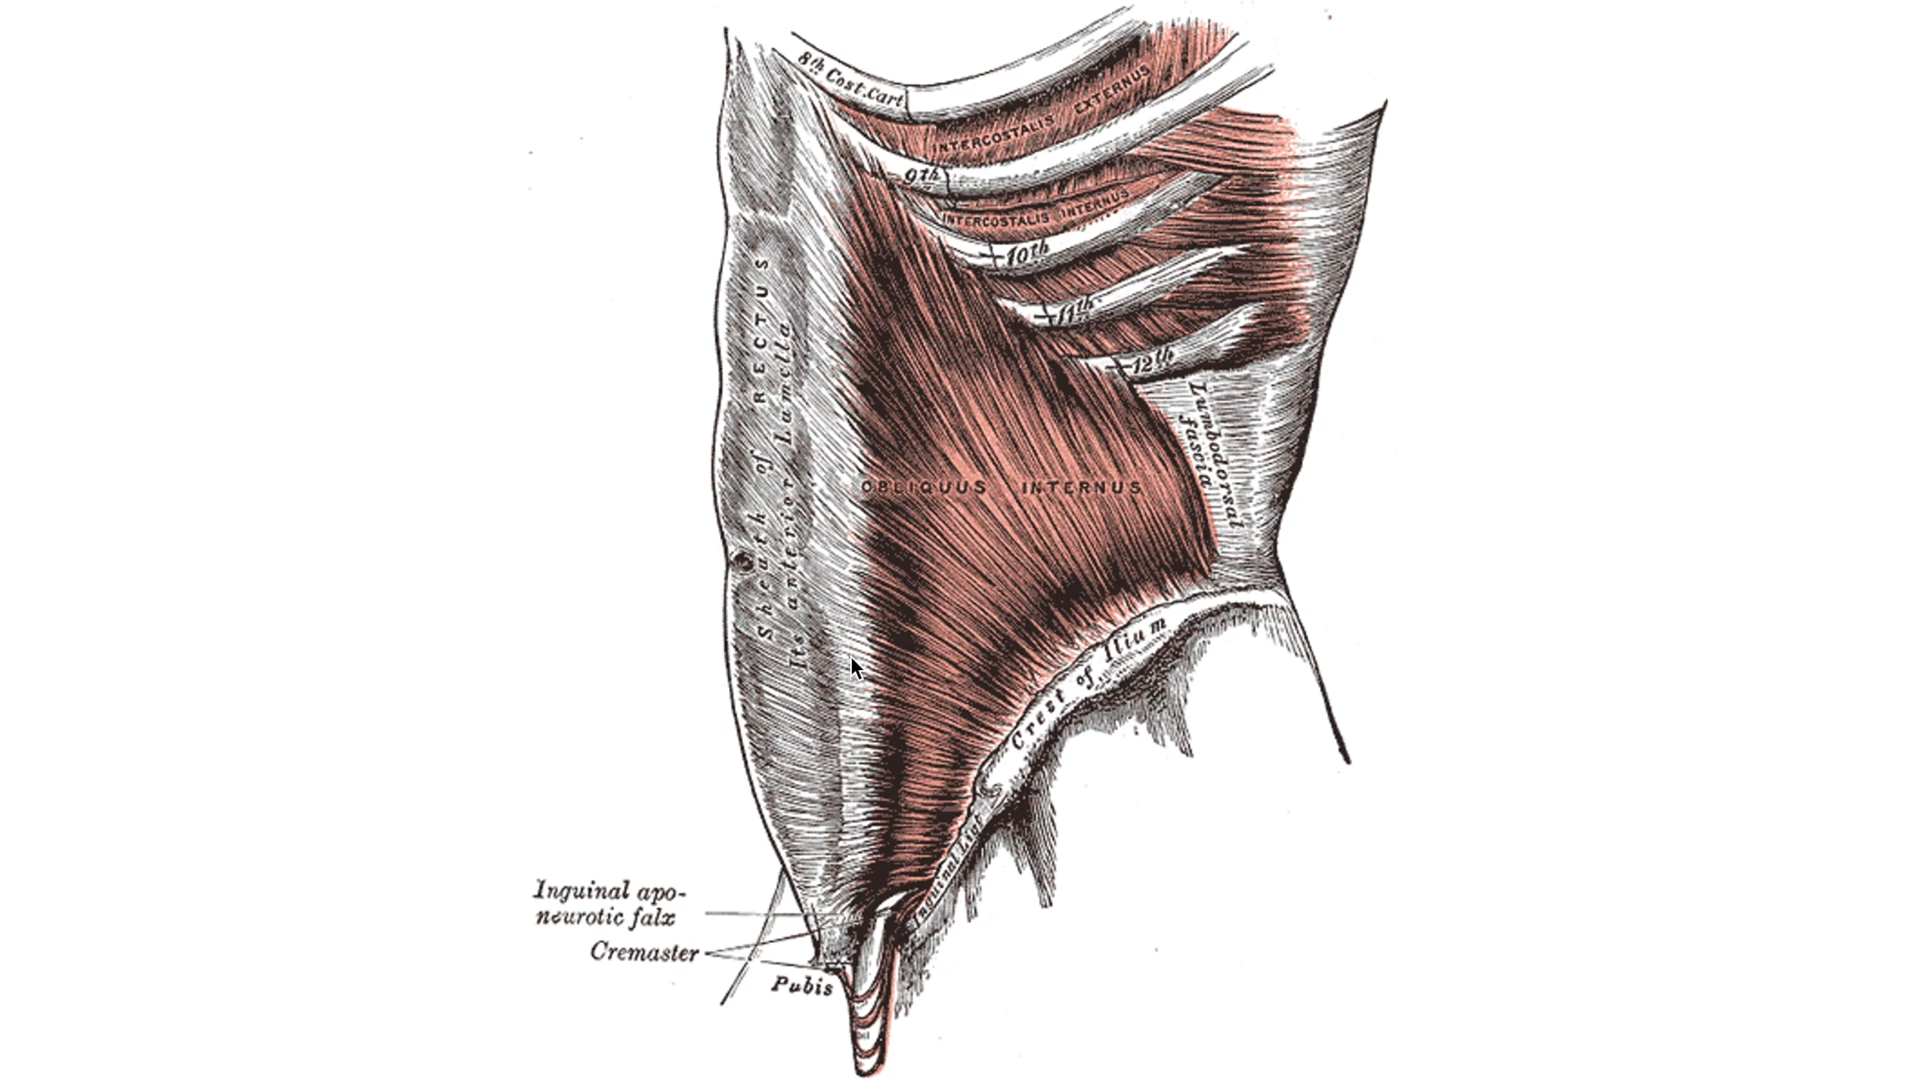 8th Cost. Cart
INTERCOSTALIS EXTERNUS
9th
INTERCOSTALIS INTERNUS
10th
11th
12th
Sheath of RECTUS
Its anterior Lamella
OBLIQUUS INTERNUS
Lumbodorsal
fascia
Crest of Ilium
Inguinal Ligt
Inguinal apo-
neurotic falx
Cremaster
Pubis